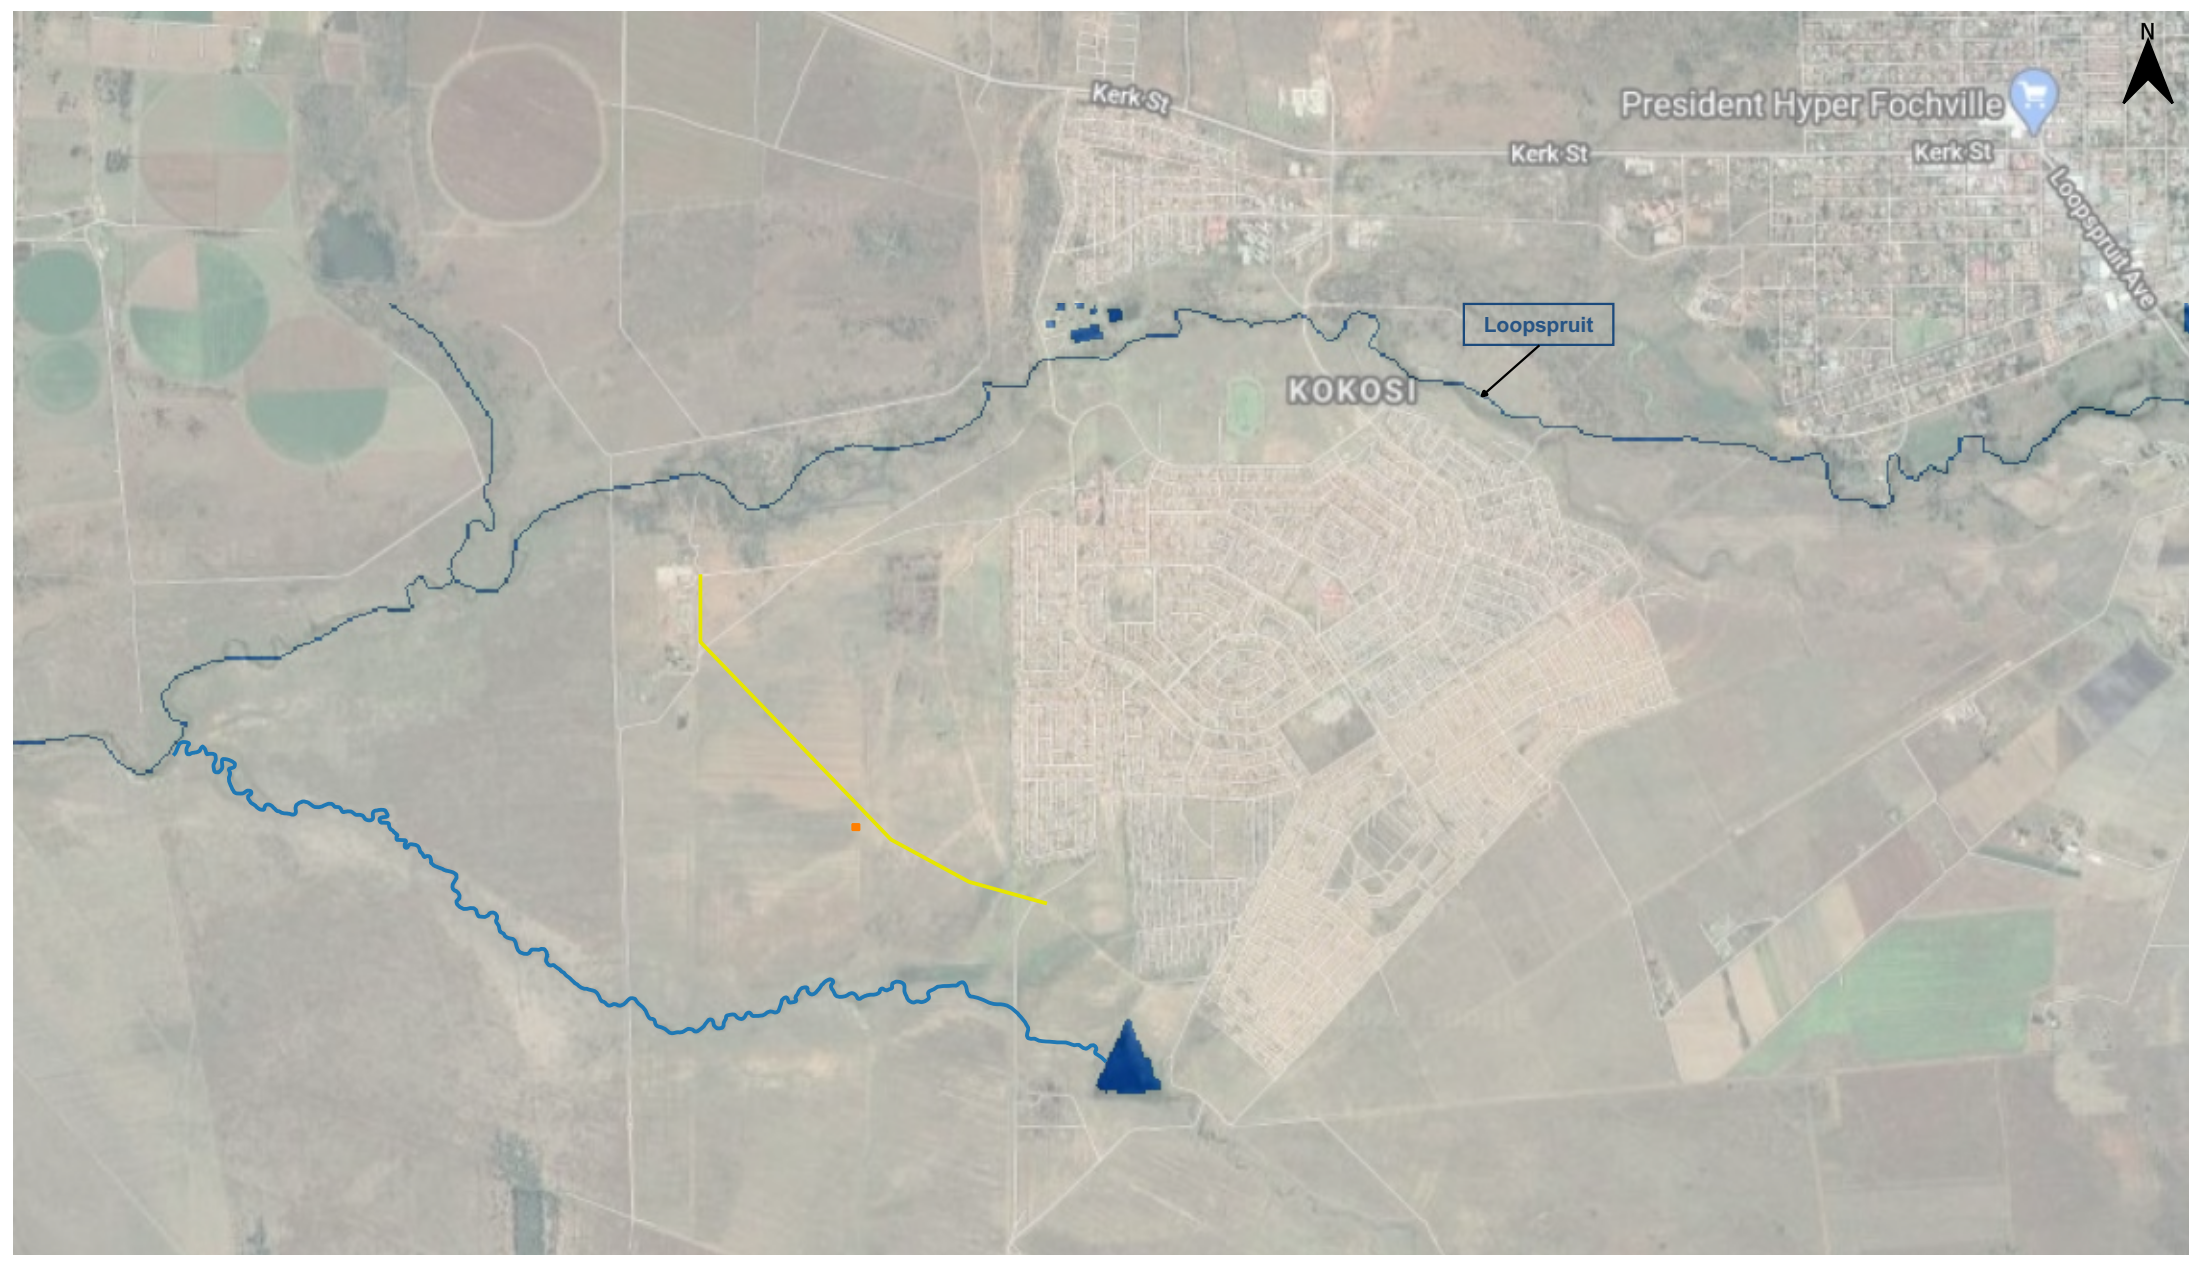 N
Kerk St
President Hyper Fochville
Kerk St
Kerk St
Loopspruit Ave
Loopspruit
KOKOSI